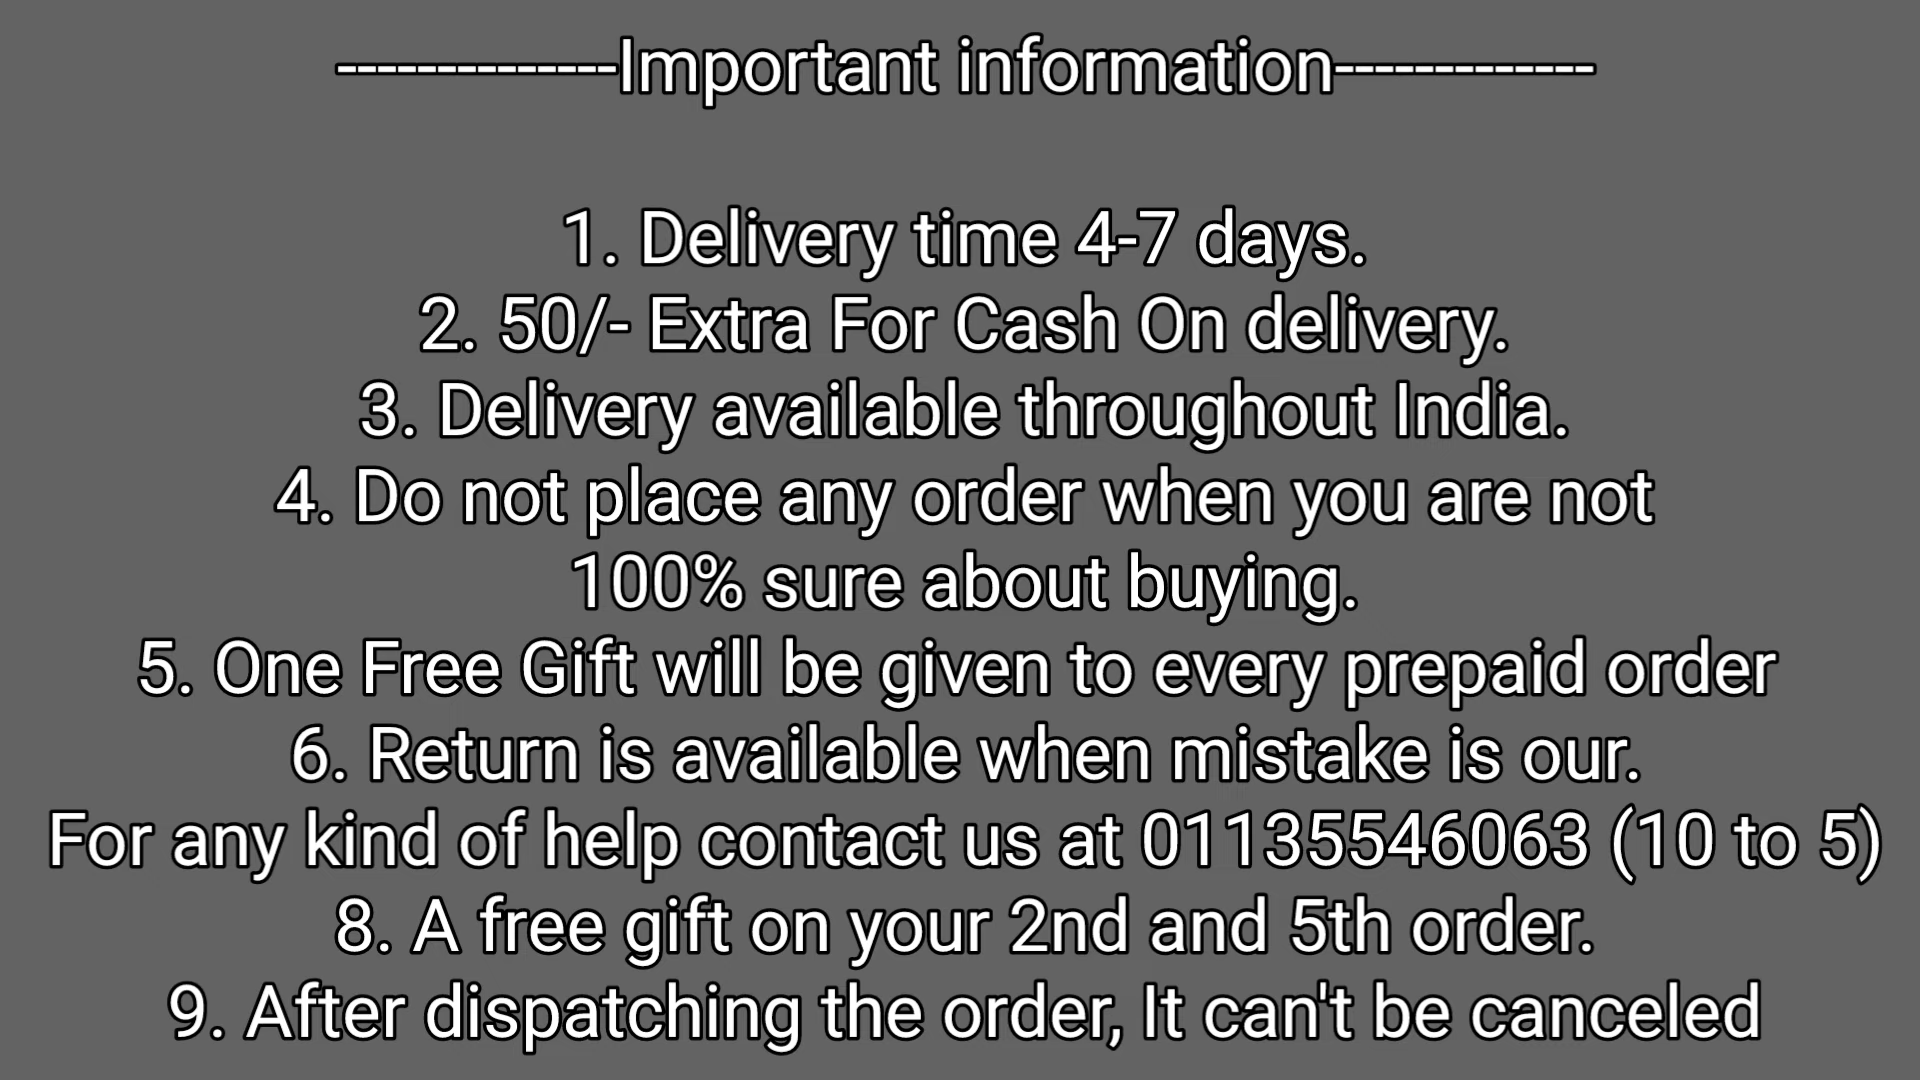 --------------Important information-------------
1. Delivery time 4-7 days.
2. 50/- Extra For Cash On delivery.
3. Delivery available throughout India.
4. Do not place any order when you are not
100% sure about buying.
5. One Free Gift will be given to every prepaid order
6. Return is available when mistake is our.
For any kind of help contact us at 01135546063 (10 to 5)
8. A free gift on your 2nd and 5th order.
9. After dispatching the order, It can't be canceled